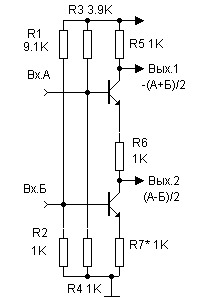 R3 3.9K
R1
9.1K
R5 1K
Вх.А
Вых.1
-(А+Б)/2
R6
1K
Вх.Б
Вых.2
(А-Б)/2
R2
1K
R7* 1K
R4 1K